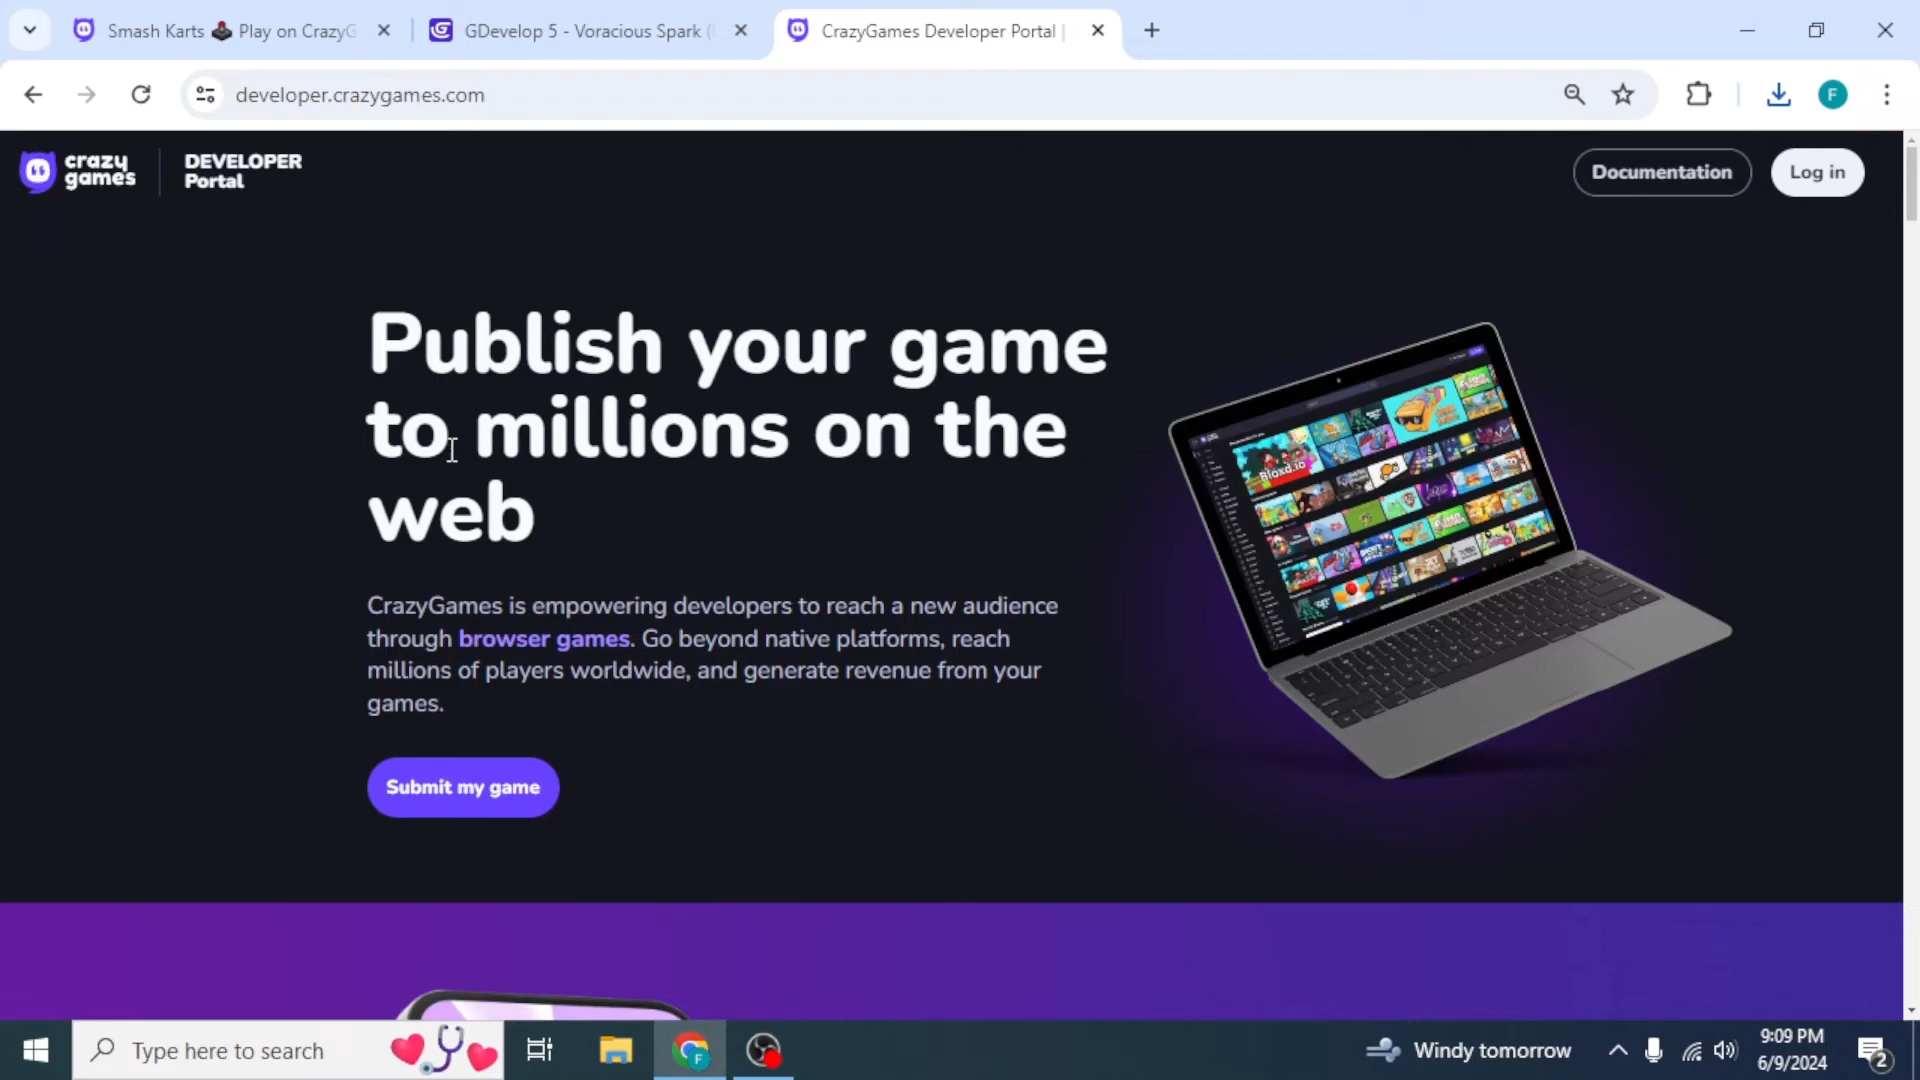 Smash Karts 🕹️ Play on CrazyG
GDevelop 5 - Voracious Spark (
CrazyGames Developer Portal |
developer.crazygames.com
F
crazy
games
DEVELOPER
Portal
Documentation
Log in
Publish your game
to millions on the
web
CrazyGames is empowering developers to reach a new audience
through browser games. Go beyond native platforms, reach
millions of players worldwide, and generate revenue from your
games.
Submit my game
Bloxd.io
Type here to search
F
Windy tomorrow
9:09 PM
6/9/2024
2